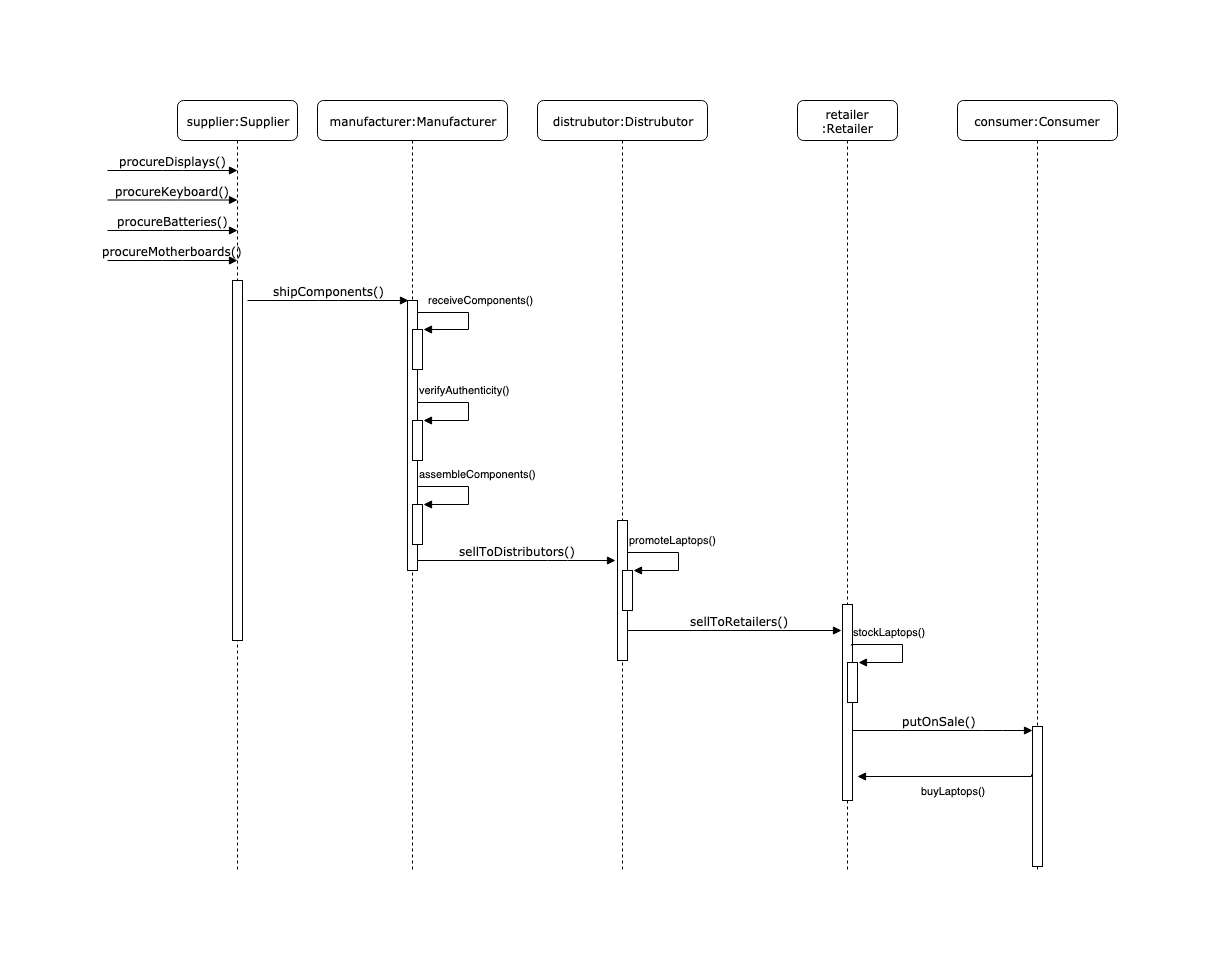 supplier:Supplier
manufacturer:Manufacturer
distrubutor:Distrubutor
retailer
:Retailer
consumer:Consumer
procureDisplays()
procureKeyboard()
procureBatteries()
procureMotherboards()
shipComponents()
receiveComponents()
verifyAuthenticity()
assembleComponents()
promoteLaptops()
sellToDistributors()
sellToRetailers()
stockLaptops()
putOnSale()
buyLaptops()